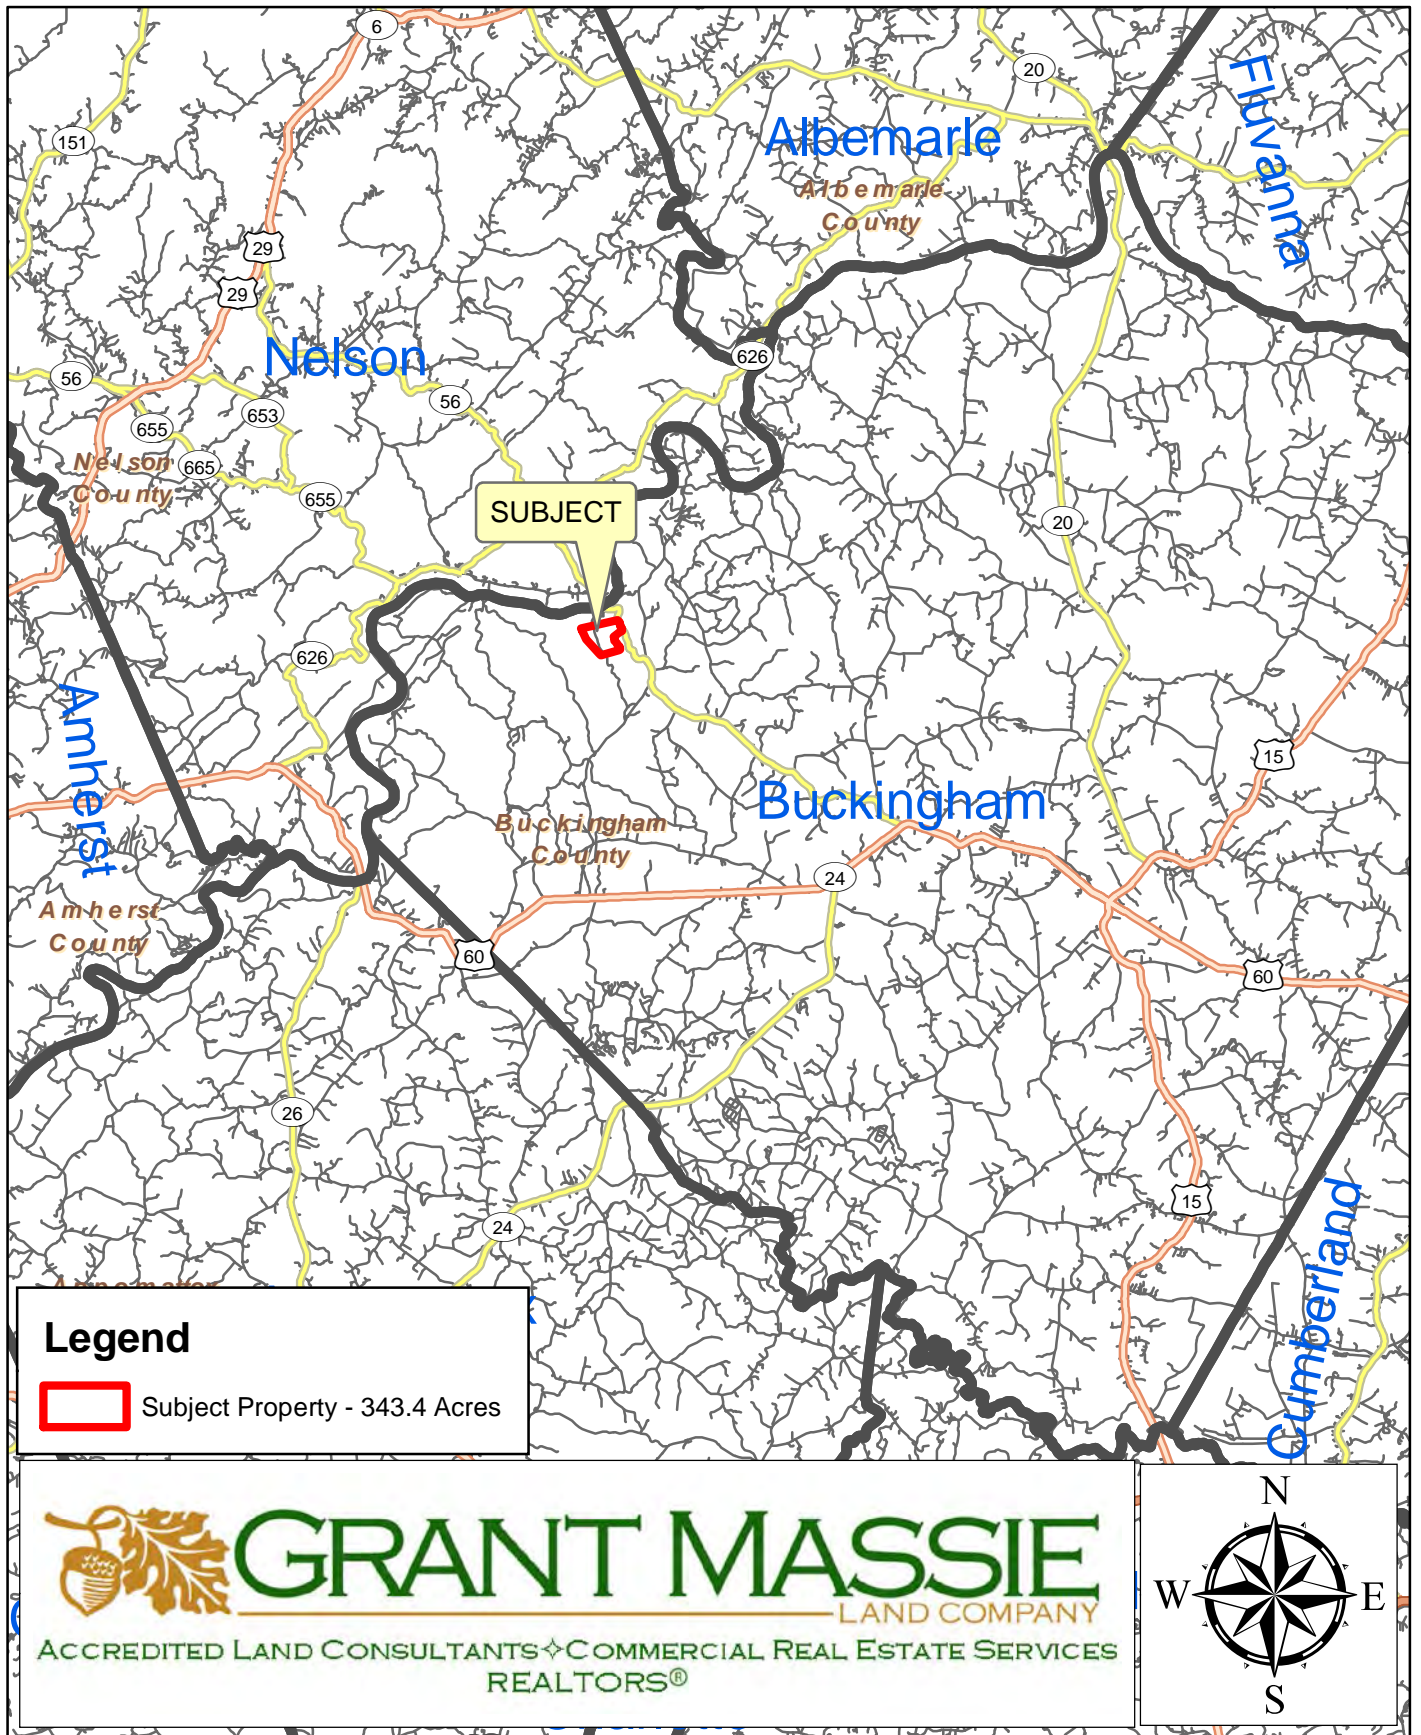 6
20
Fluvanna
151
Albemarle
Albemarle
County
29
29
Nelson
626
56
56
653
655
Nelson
County
665
655
SUBJECT
20
626
Amherst
15
Buckingham
Buckingham
County
24
Amherst
County
60
60
26
15
24
Cumberland
Legend
Subject Property - 343.4 Acres
GRANT MASSIE
LAND COMPANY
ACCREDITED LAND CONSULTANTS✧COMMERCIAL REAL ESTATE SERVICES
REALTORS®
N
W
E
S